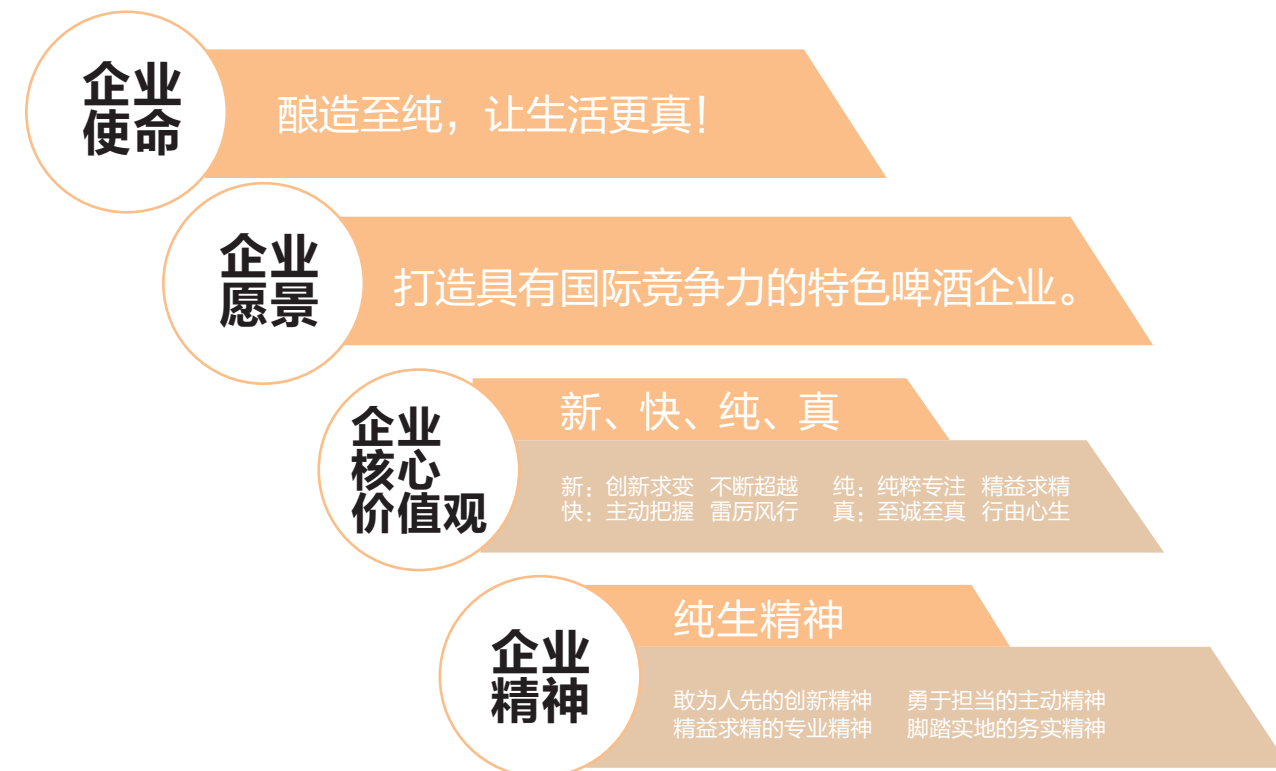 企业
使命
酿造至纯，让生活更真！
企业
愿景
打造具有国际竞争力的特色啤酒企业。
企业
核心
价值观
新、快、纯、真
新：创新求变 不断超越 纯：纯粹专注 精益求精
快：主动把握 雷厉风行 真：至诚至真 行由心生
企业
精神
纯生精神
敢为人先的创新精神 勇于担当的主动精神
精益求精的专业精神 脚踏实地的务实精神